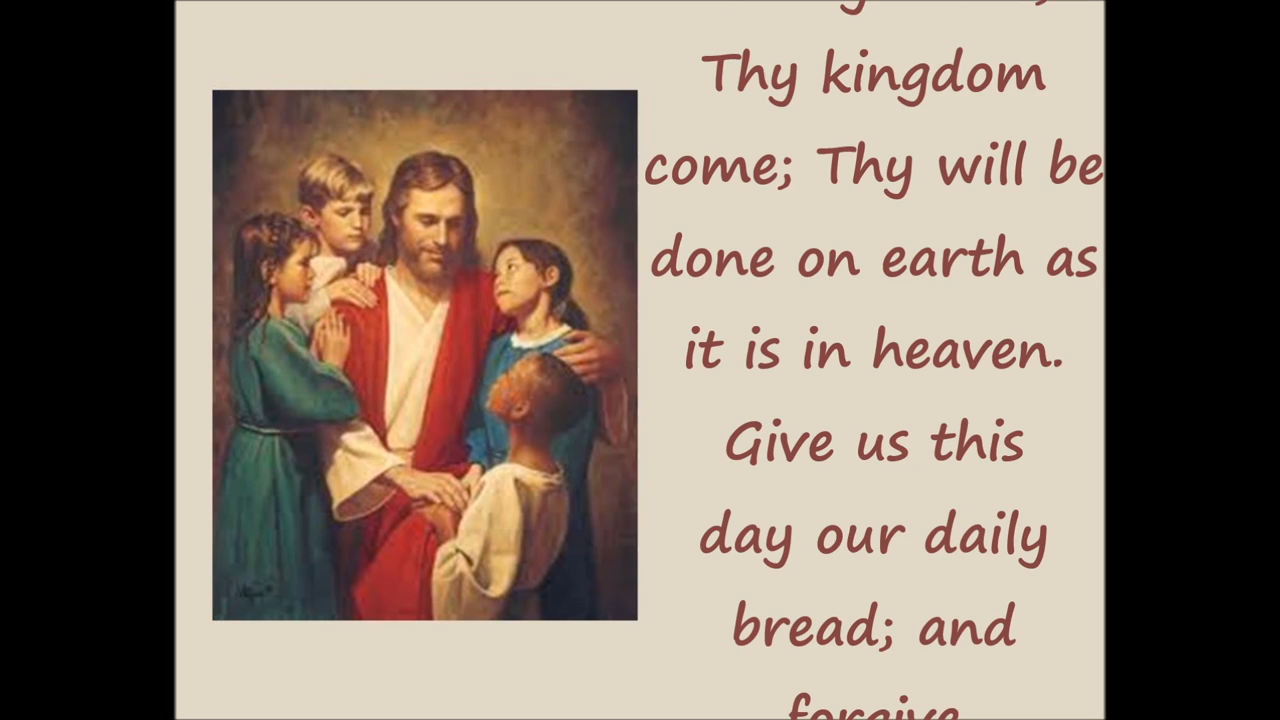 Thy kingdom
come; Thy will be
done on earth as
it is in heaven.
Give us this
day our daily
bread; and
forgive